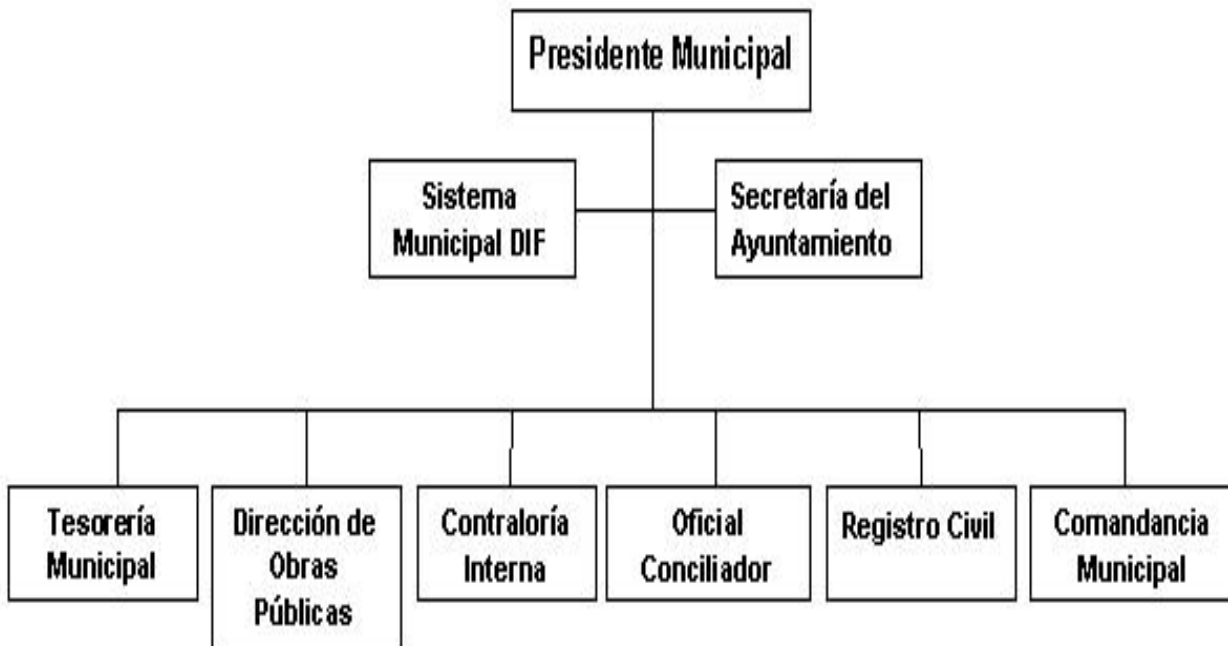 Presidente Municipal
Sistema
Municipal DIF
Secretaría del
Ayuntamiento
Tesorería
Municipal
Dirección de
Obras
Públicas
Contraloría
Interna
Oficial
Conciliador
Registro Civil
Comandancia
Municipal